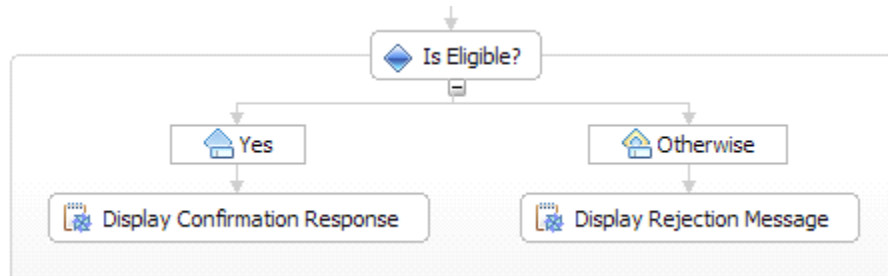 Is Eligible?
Yes
Otherwise
Display Confirmation Response
Display Rejection Message